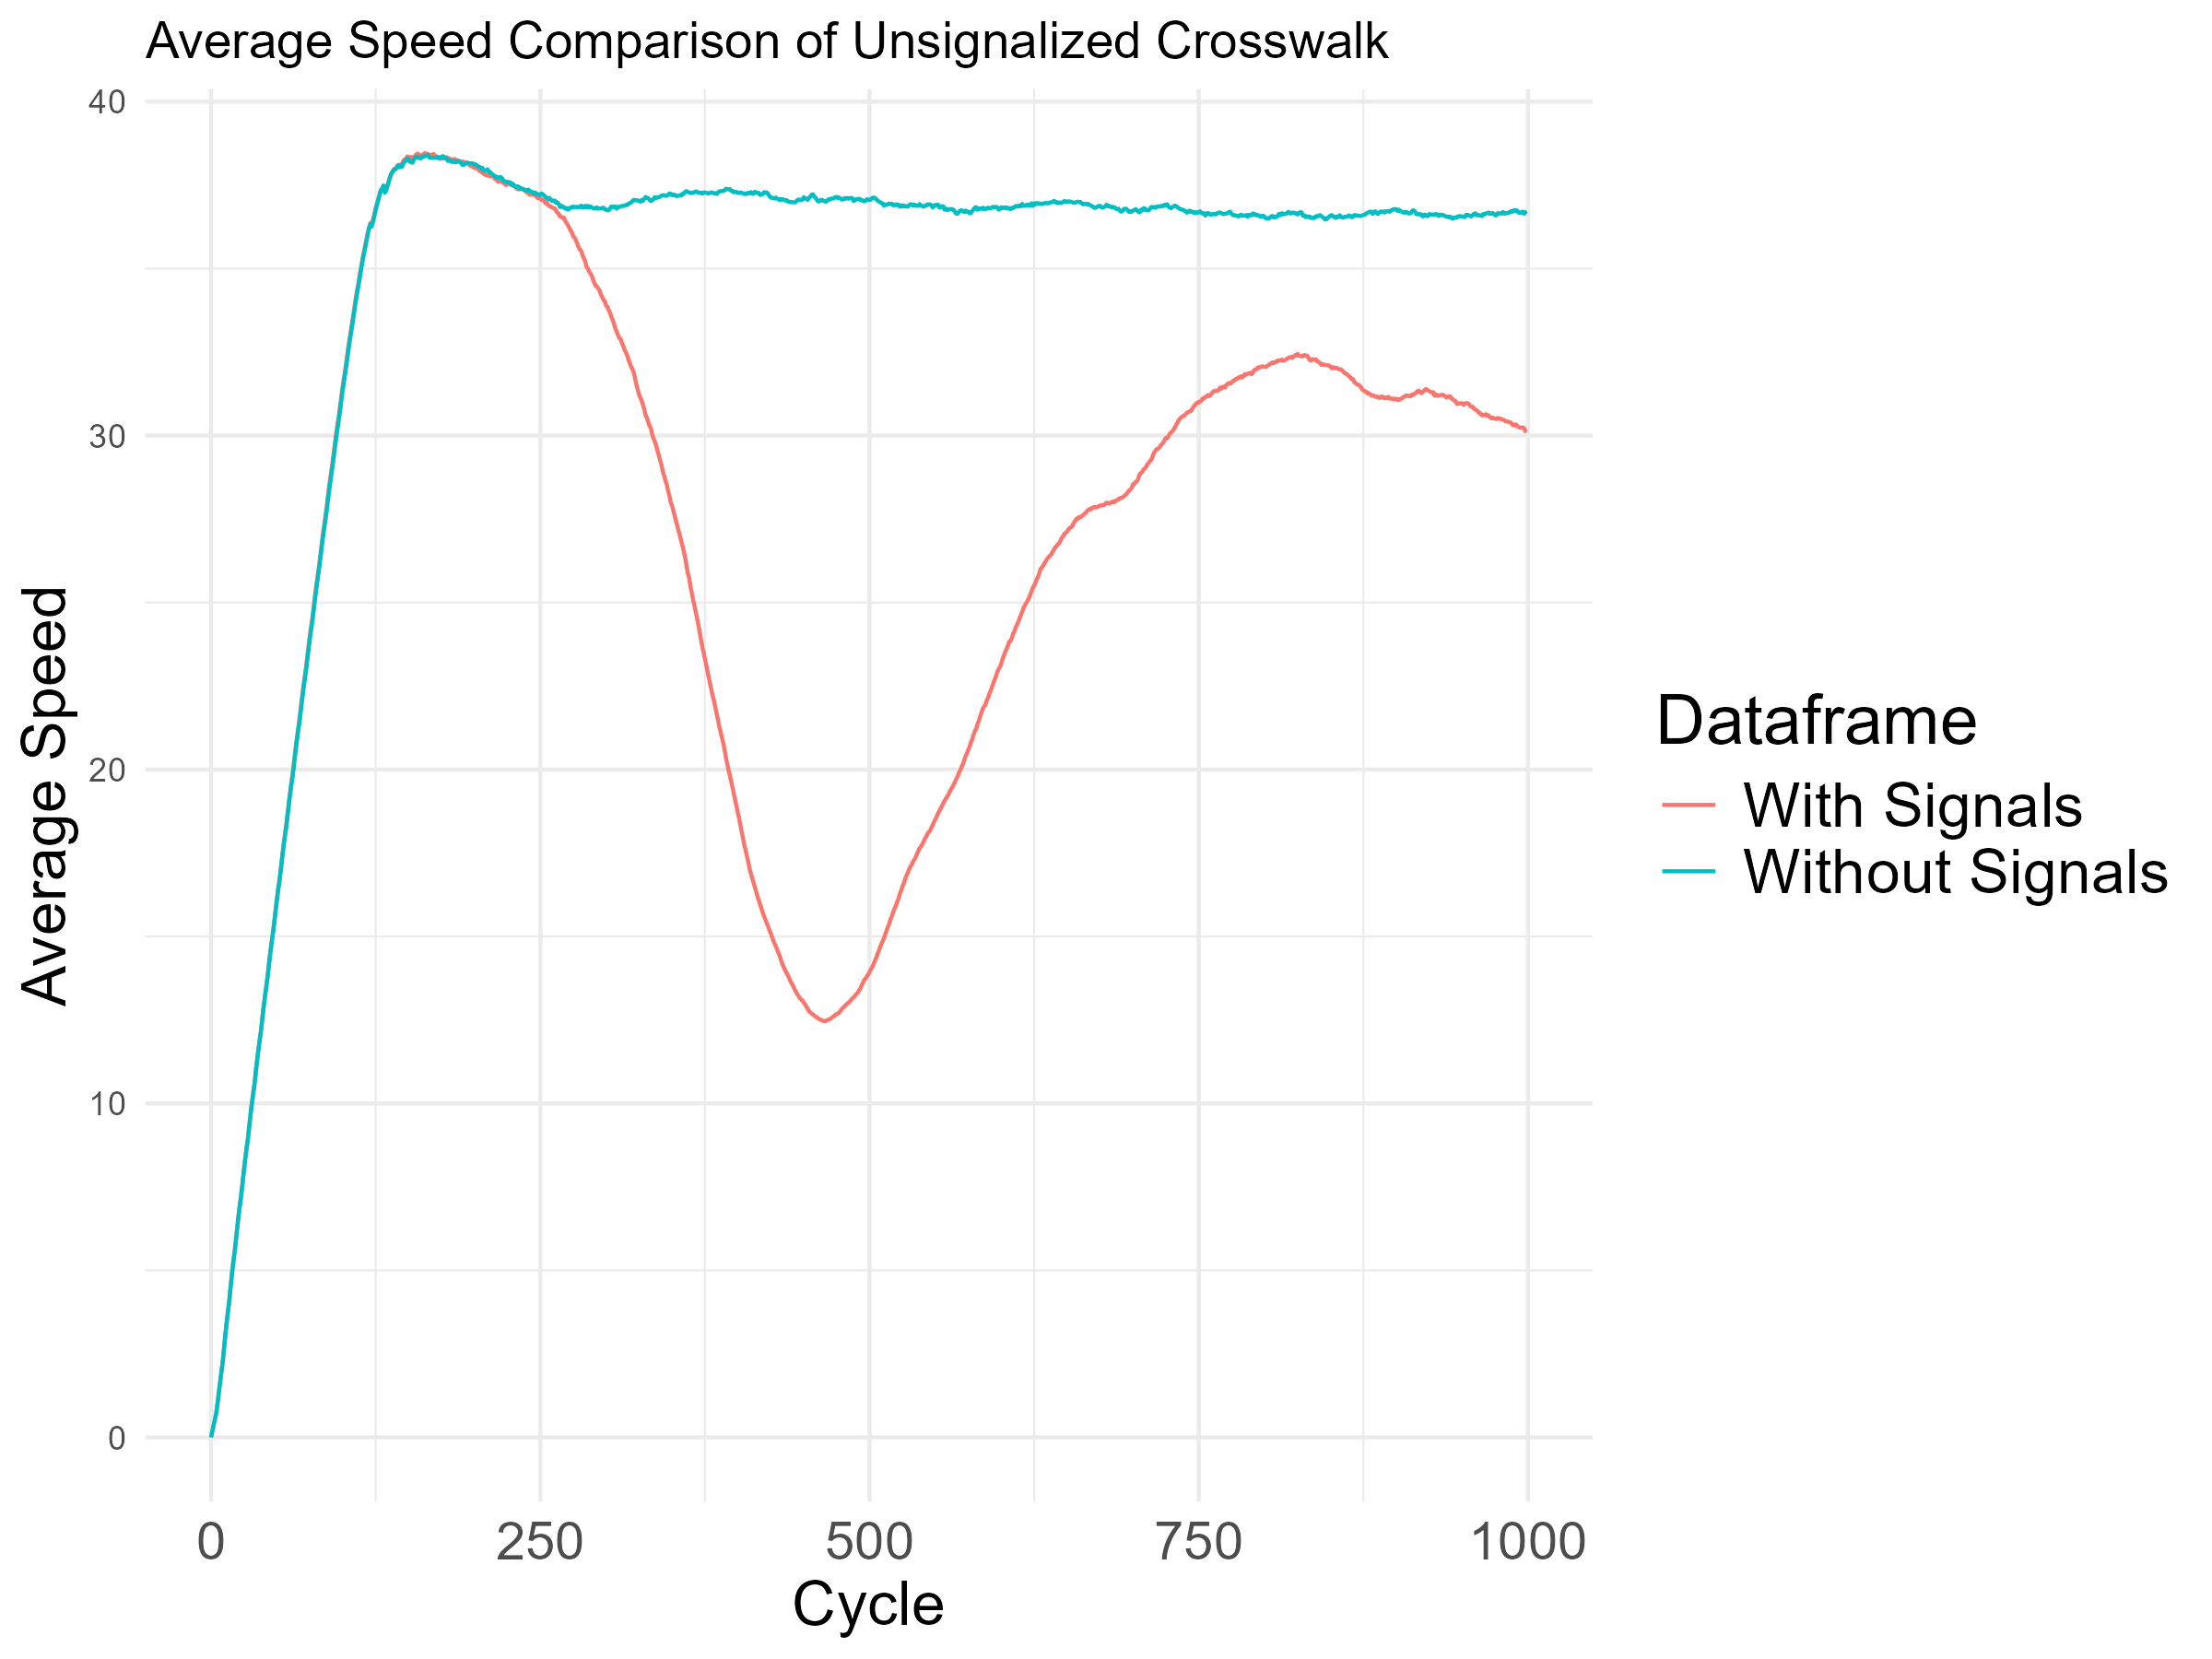 Average Speed Comparison of Unsignalized Crosswalk
40
30
20
10
0
Average Speed
0 250 500 750 1000
Cycle
Dataframe
With Signals
Without Signals